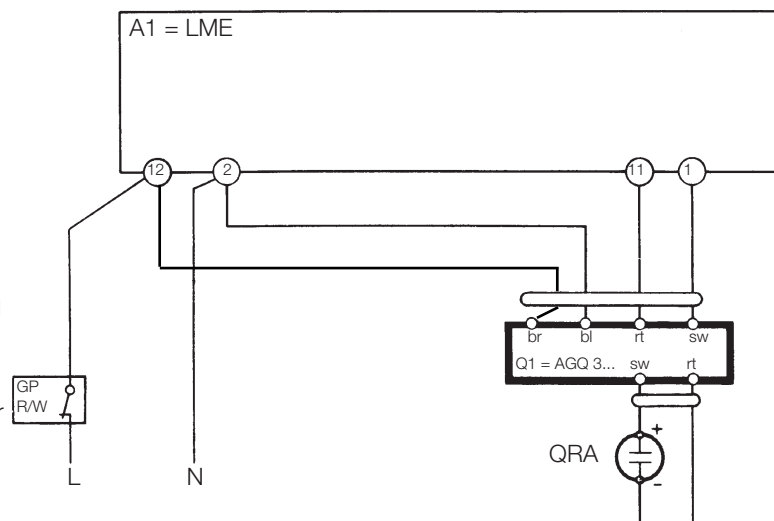 A1 = LME
12 2 11 1
br bl rt sw
Q1 = AGQ 3... sw rt
GP
R/W
+
QRA
-
L N